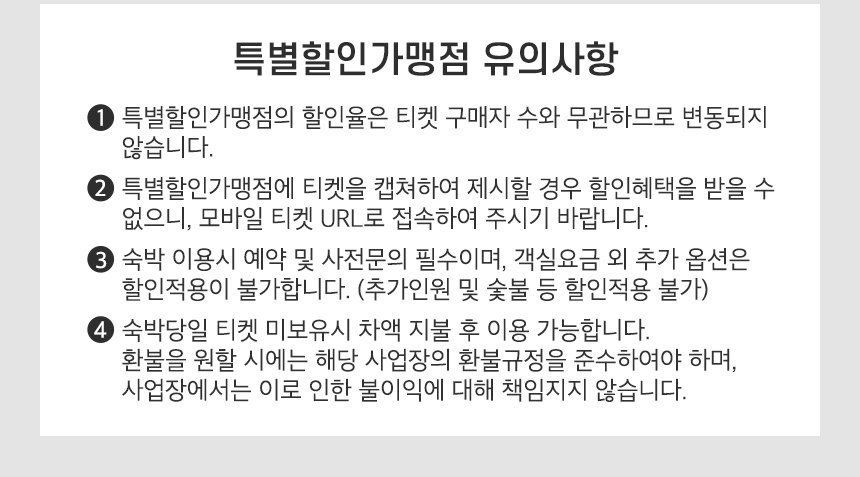 특별할인가맹점 유의사항
❶ 특별할인가맹점의 할인율은 티켓 구매자 수와 무관하므로 변동되지
않습니다.
❷ 특별할인가맹점에 티켓을 캡쳐하여 제시할 경우 할인혜택을 받을 수
없으니, 모바일 티켓 URL로 접속하여 주시기 바랍니다.
❸ 숙박 이용시 예약 및 사전문의 필수이며, 객실요금 외 추가 옵션은
할인적용이 불가합니다. (추가인원 및 숯불 등 할인적용 불가)
❹ 숙박당일 티켓 미보유시 차액 지불 후 이용 가능합니다.
환불을 원할 시에는 해당 사업장의 환불규정을 준수하여야 하며,
사업장에서는 이로 인한 불이익에 대해 책임지지 않습니다.